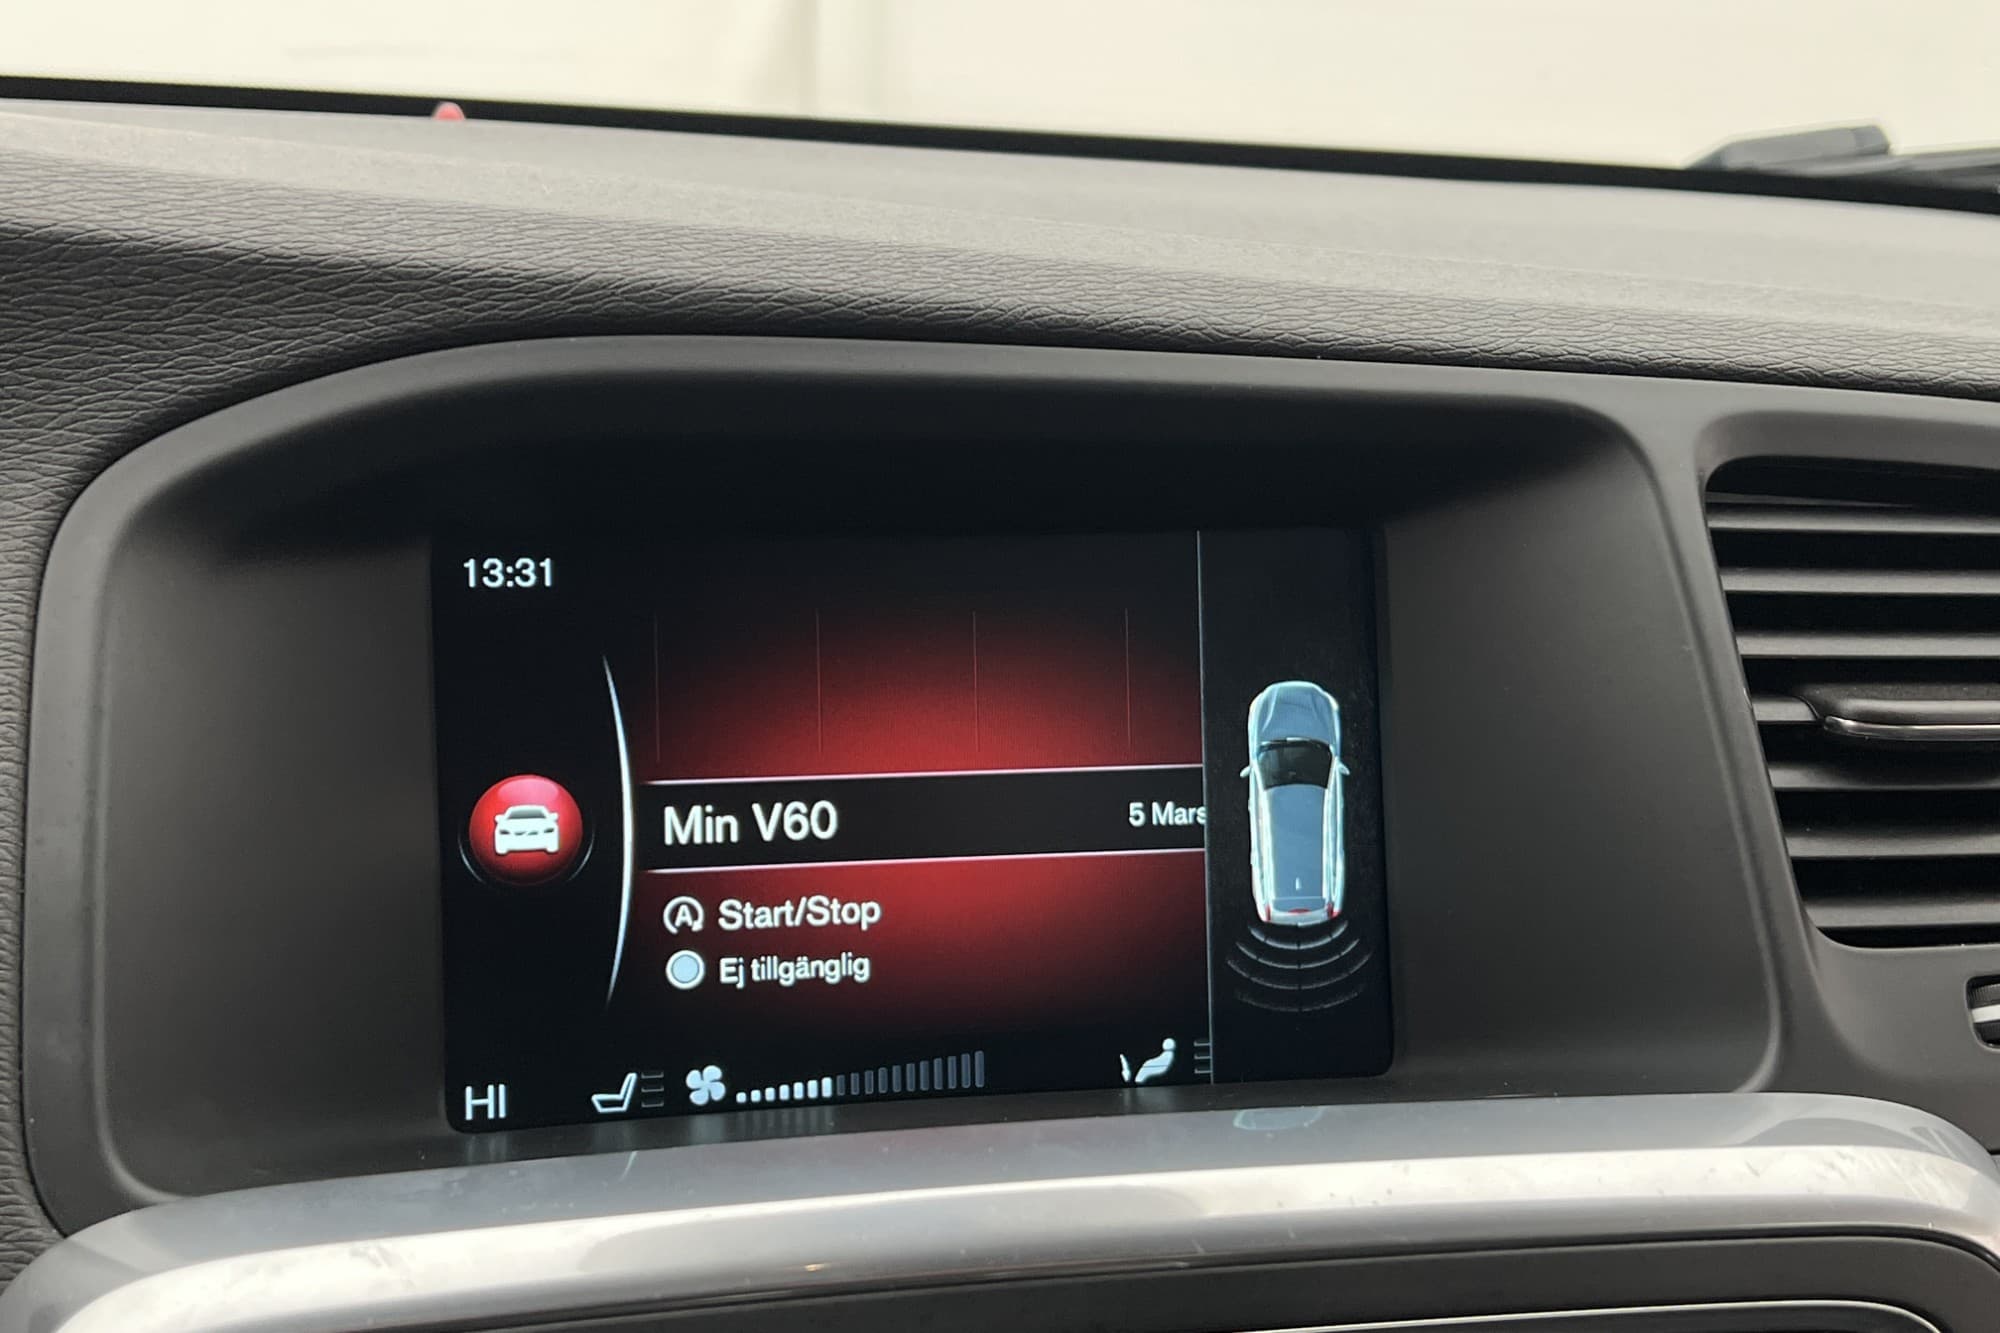 13:31
Min V60
5 Mars
Start/Stop
Ej tillgänglig
HI